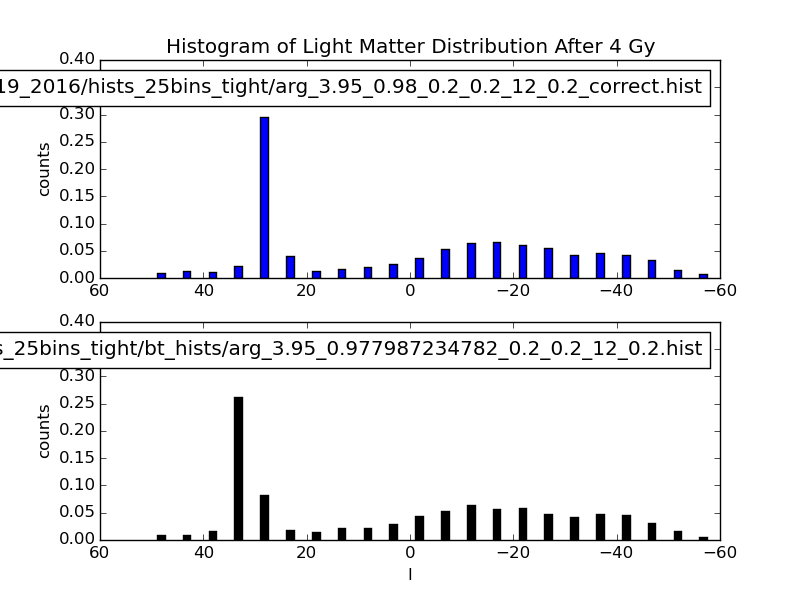 Histogram of Light Matter Distribution After 4 Gy
0.40
19_2016/hists_25bins_tight/arg_3.95_0.98_0.2_0.2_12_0.2_correct.hist
0.30
0.25
0.20
0.15
0.10
0.05
0.00
counts
60 40 20 0 −20 −40 −60
0.40
s_25bins_tight/bt_hists/arg_3.95_0.977987234782_0.2_0.2_12_0.2.hist
0.30
0.25
0.20
0.15
0.10
0.05
0.00
counts
60 40 20 0 −20 −40 −60
l